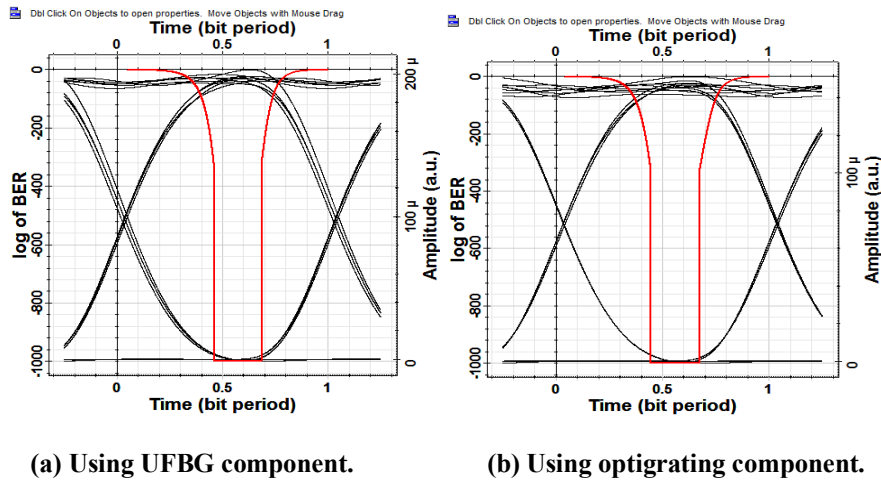 Dbl Click On Objects to open properties. Move Objects with Mouse Drag
Time (bit period)
0 0.5 1
log of BER
0
-200
-400
-600
-800
-1000
Amplitude (a.u.)
200 µ
100 µ
0
0 0.5 1
Time (bit period)
(a) Using UFBG component.
Dbl Click On Objects to open properties. Move Objects with Mouse Drag
Time (bit period)
0 0.5 1
log of BER
0
-200
-400
-600
-800
-1000
Amplitude (a.u.)
100 µ
0
0 0.5 1
Time (bit period)
(b) Using optigrating component.